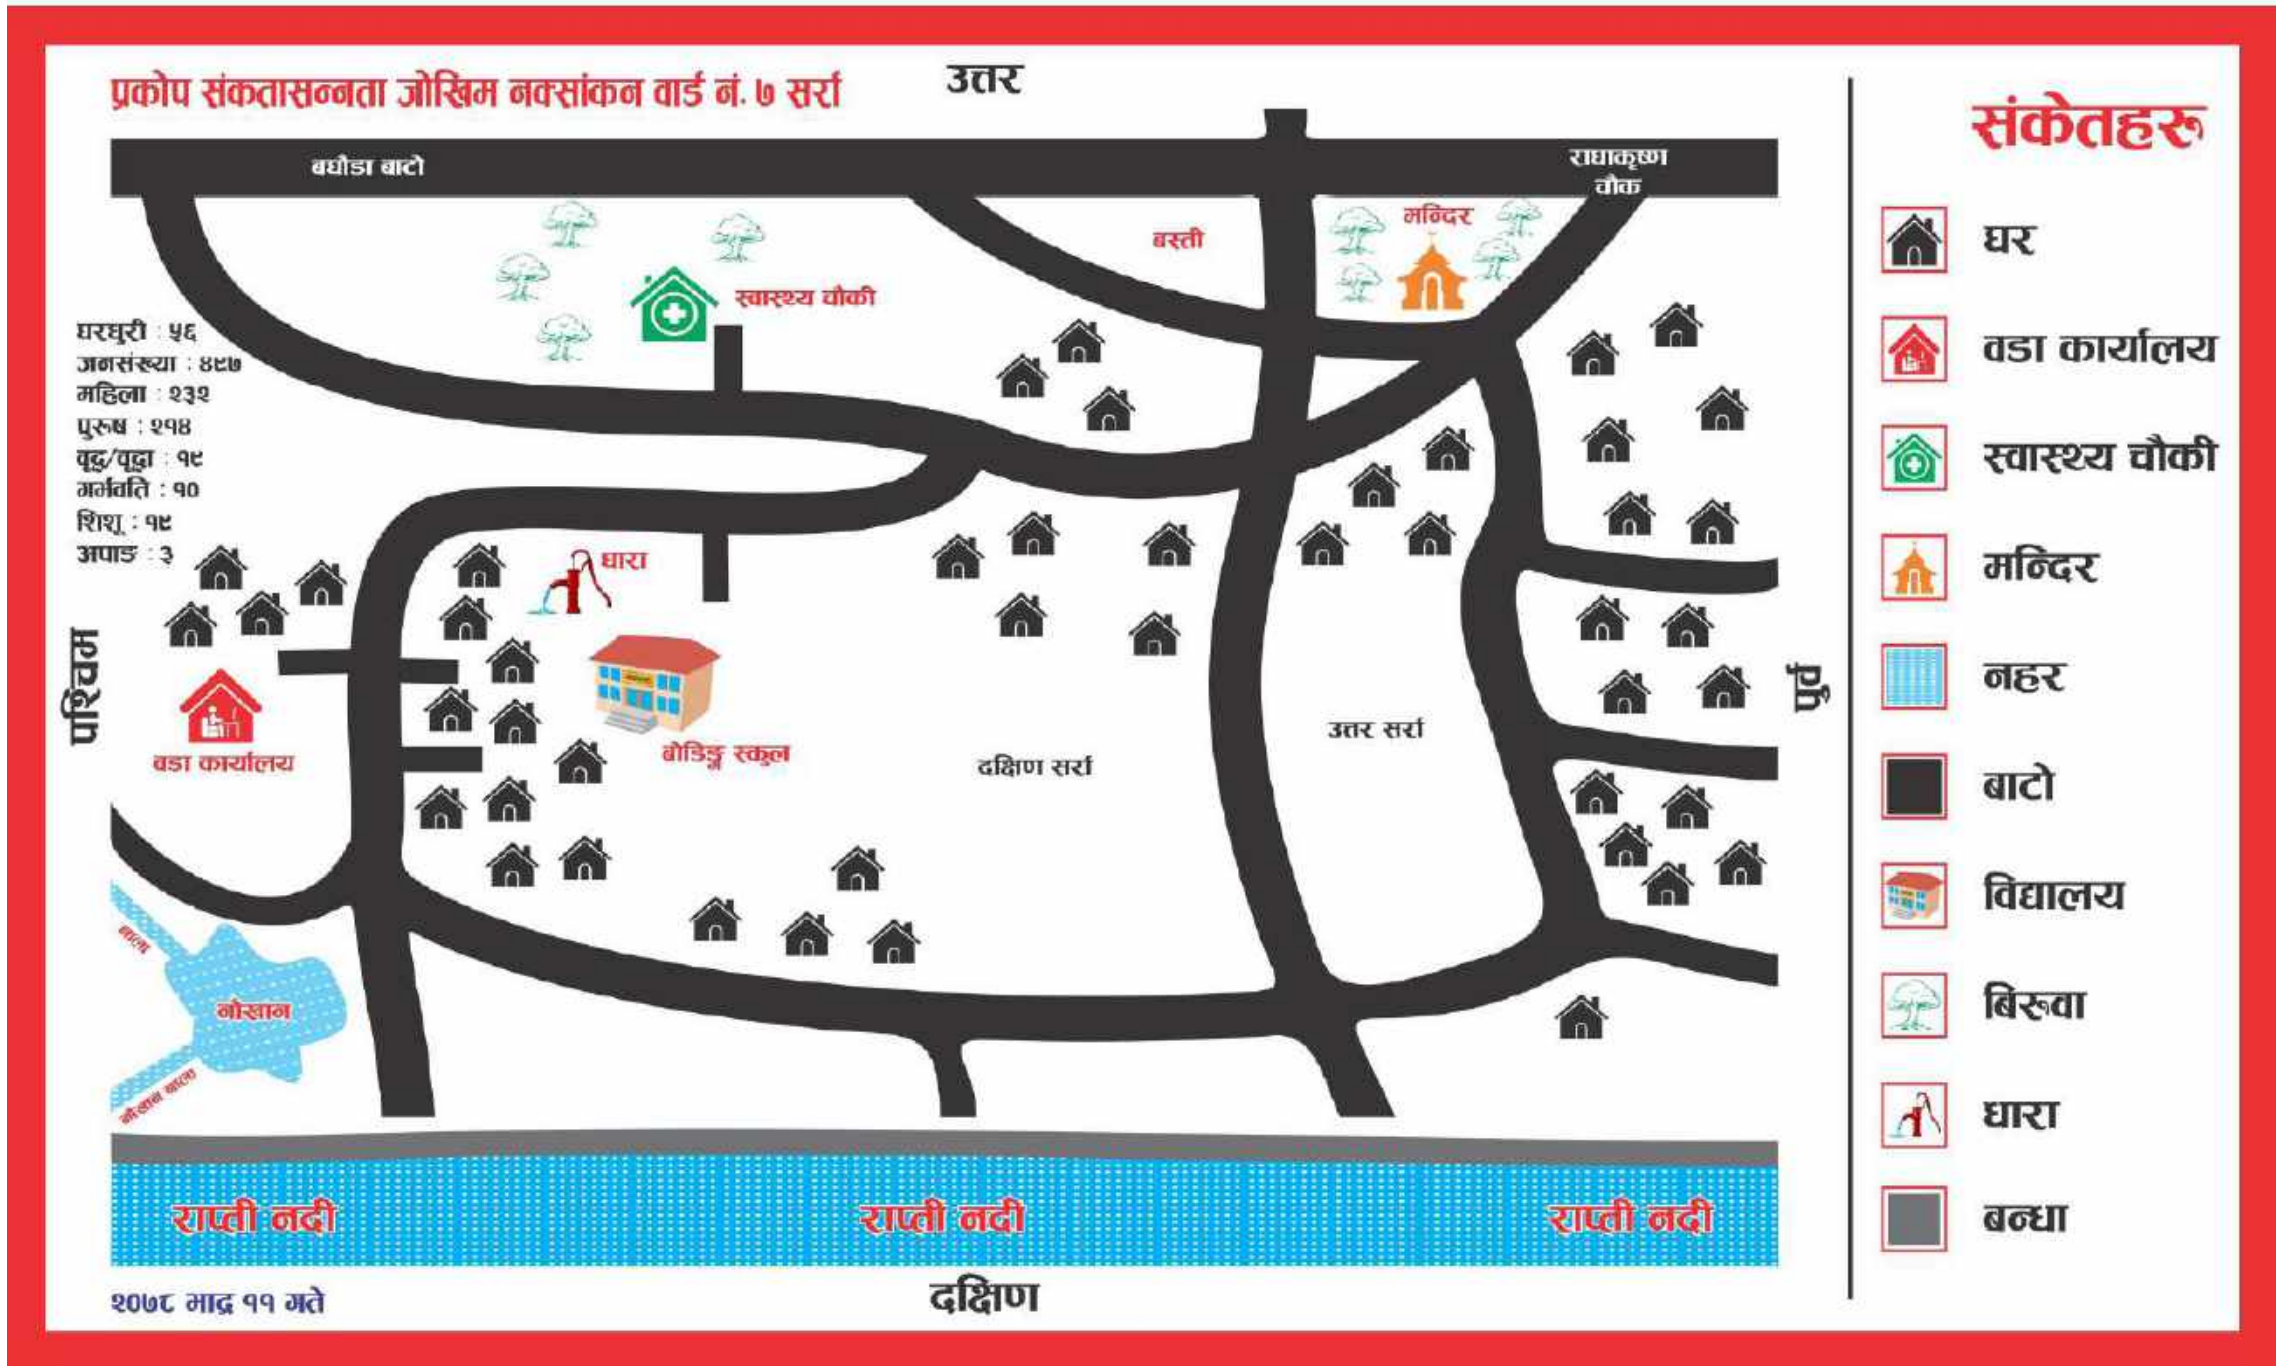 प्रकोप संकतासन्नता जोखिम नक्सांकन वार्ड नं. ७ सर्रा
उत्तर
बघौडा बाटो
राधाकृष्ण
चौक
बस्ती
मन्दिर
स्वास्थ्य चौकी
घरधुरी : ५६
जनसंख्या : ४९७
महिला : २३२
पुरुष : २१४
वृद्ध/वृद्धा : १९
गर्भवति : १०
शिशू : १९
अपाङ : ३
धारा
पश्चिम
वडा कार्यालय
बोडिङ्ग स्कुल
दक्षिण सर्रा
उत्तर सर्रा
पुर्व
नाला
नौखान
नौखान नाला
राप्ती नदी
राप्ती नदी
राप्ती नदी
२०७८ भाद्र ११ गते
दक्षिण
संकेतहरु
घर
वडा कार्यालय
स्वास्थ्य चौकी
मन्दिर
नहर
बाटो
विद्यालय
बिरुवा
धारा
बन्धा